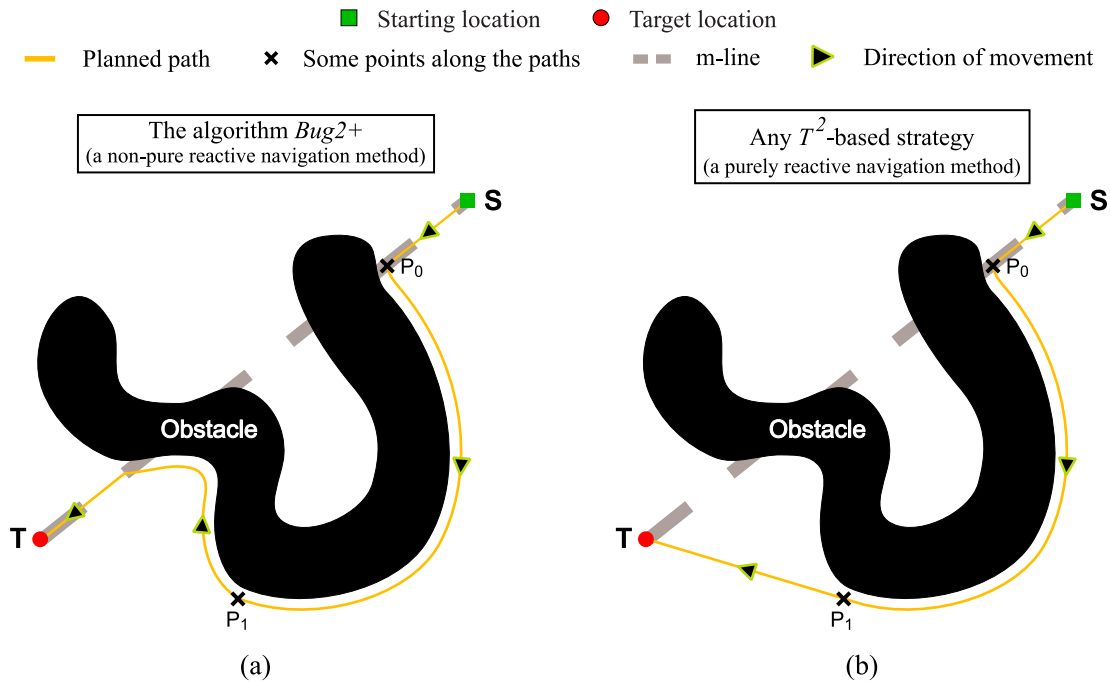 Starting location Target location
Planned path Some points along the paths m-line Direction of movement
The algorithm Bug2+
(a non-pure reactive navigation method)
Any T²-based strategy
(a purely reactive navigation method)
S
P₀
Obstacle
T
P₁
(a)
S
P₀
Obstacle
T
P₁
(b)